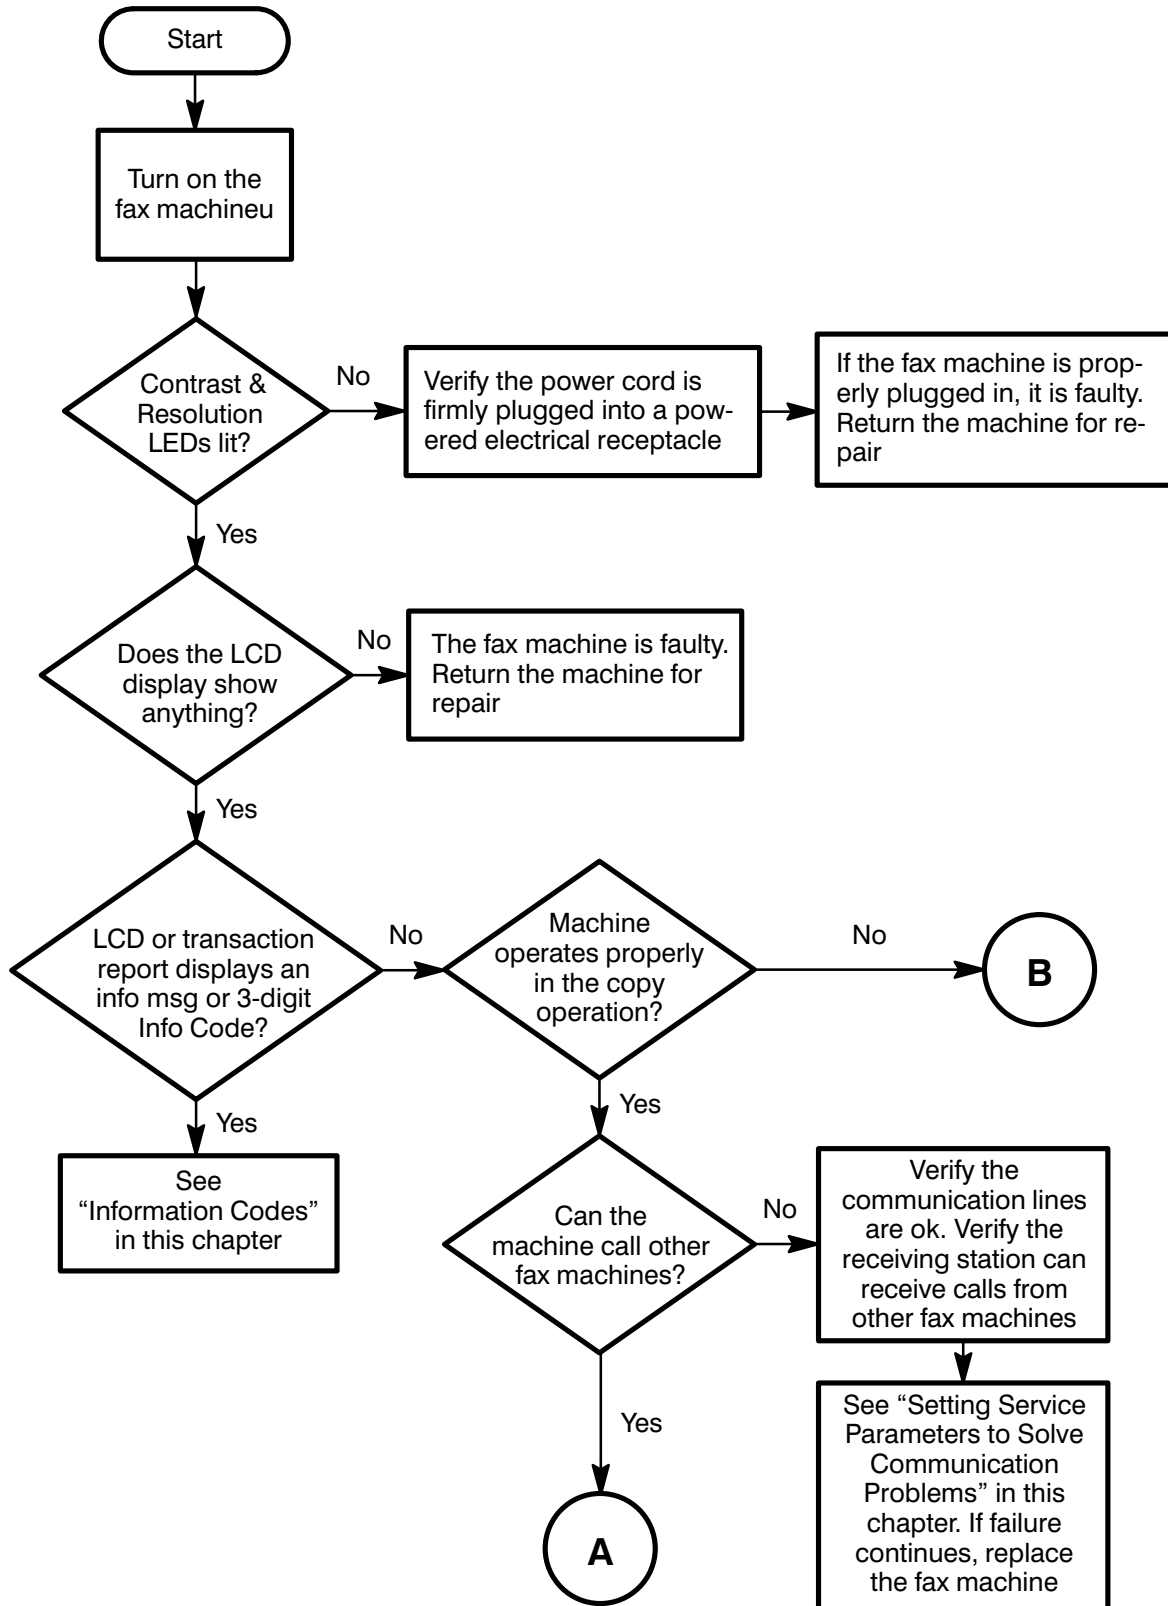 Start
Turn on the
fax machineu
Contrast &
Resolution
LEDs lit?
No
Verify the power cord is
firmly plugged into a pow-
ered electrical receptacle
If the fax machine is prop-
erly plugged in, it is faulty.
Return the machine for re-
pair
Yes
Does the LCD
display show
anything?
No
The fax machine is faulty.
Return the machine for
repair
Yes
LCD or transaction
report displays an
info msg or 3-digit
Info Code?
No
Machine
operates properly
in the copy
operation?
No
B
Yes
See
“Information Codes”
in this chapter
Yes
Can the
machine call other
fax machines?
No
Verify the
communication lines
are ok. Verify the
receiving station can
receive calls from
other fax machines
Yes
A
See “Setting Service
Parameters to Solve
Communication
Problems” in this
chapter. If failure
continues, replace
the fax machine